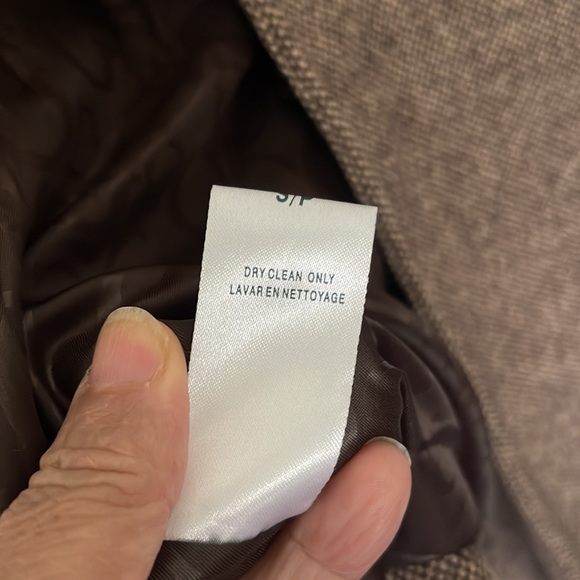 S/P
DRY CLEAN ONLY
LAVAR EN NETTOYAGE